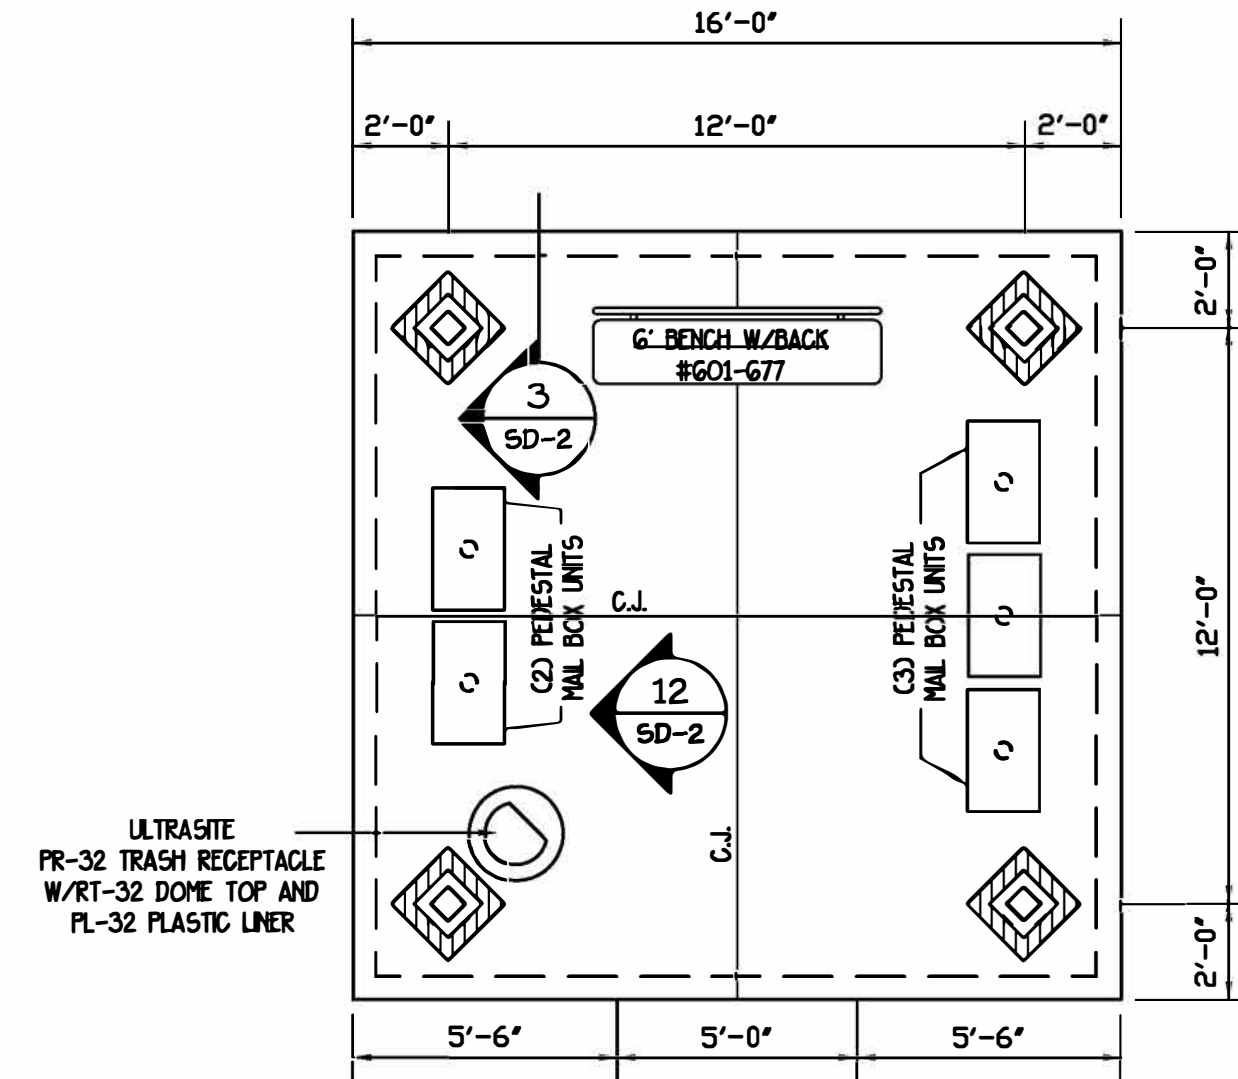 16'-0"
2'-0"
12'-0"
2'-0"
2'-0"
6' BENCH W/BACK
#601-677
3
SD-2
(2) PEDESTAL
MAIL BOX UNITS
C.J.
(3) PEDESTAL
MAIL BOX UNITS
12'-0"
12
SD-2
C.J.
ULTRASITE
PR-32 TRASH RECEPTACLE
W/RT-32 DOME TOP AND
PL-32 PLASTIC LINER
2'-0"
5'-6"
5'-0"
5'-6"